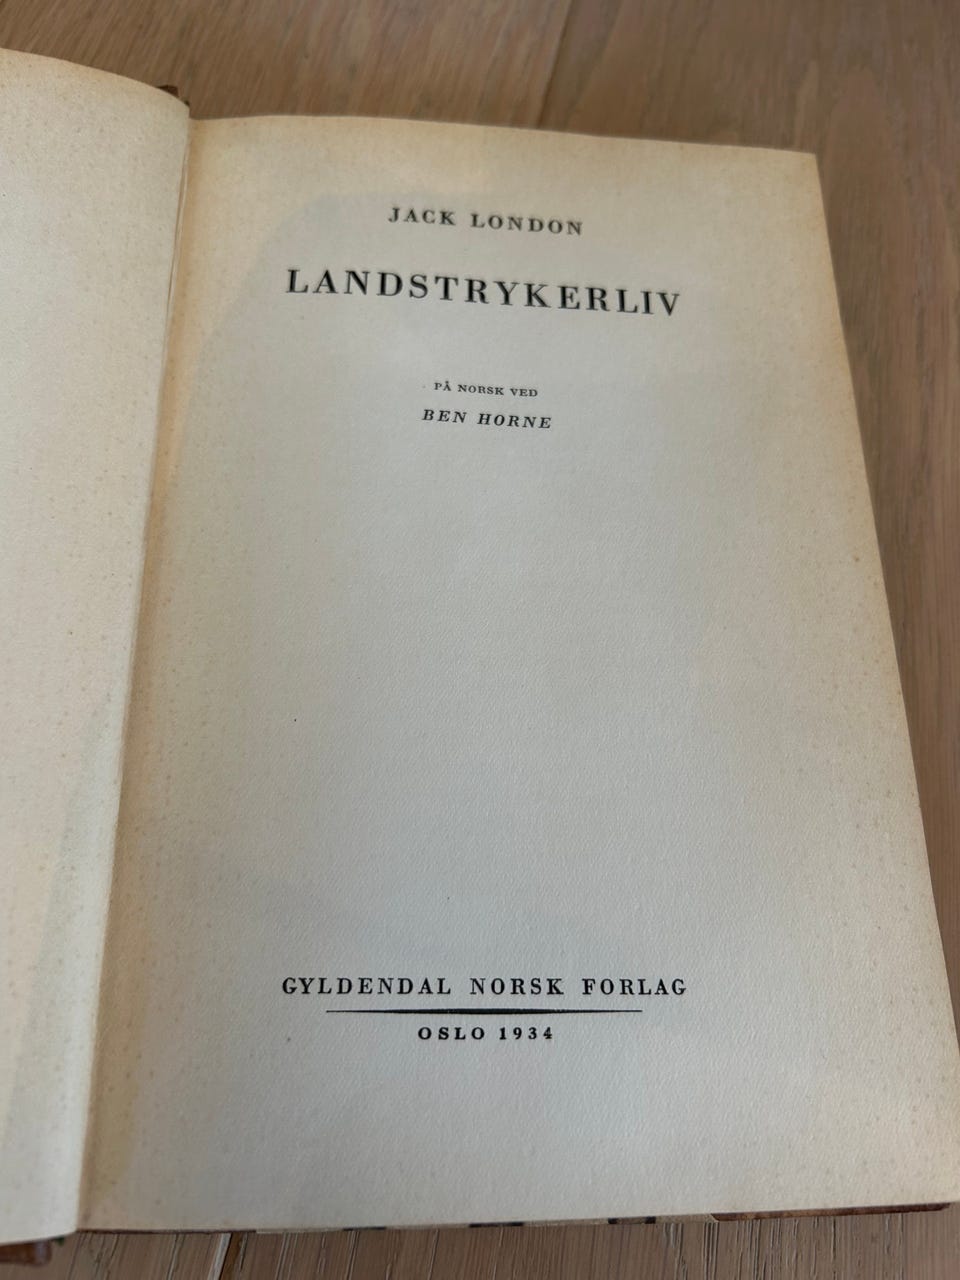 JACK LONDON
LANDSTRYKERLIV
PÅ NORSK VED
BEN HORNE
GYLDENDAL NORSK FORLAG
OSLO 1934